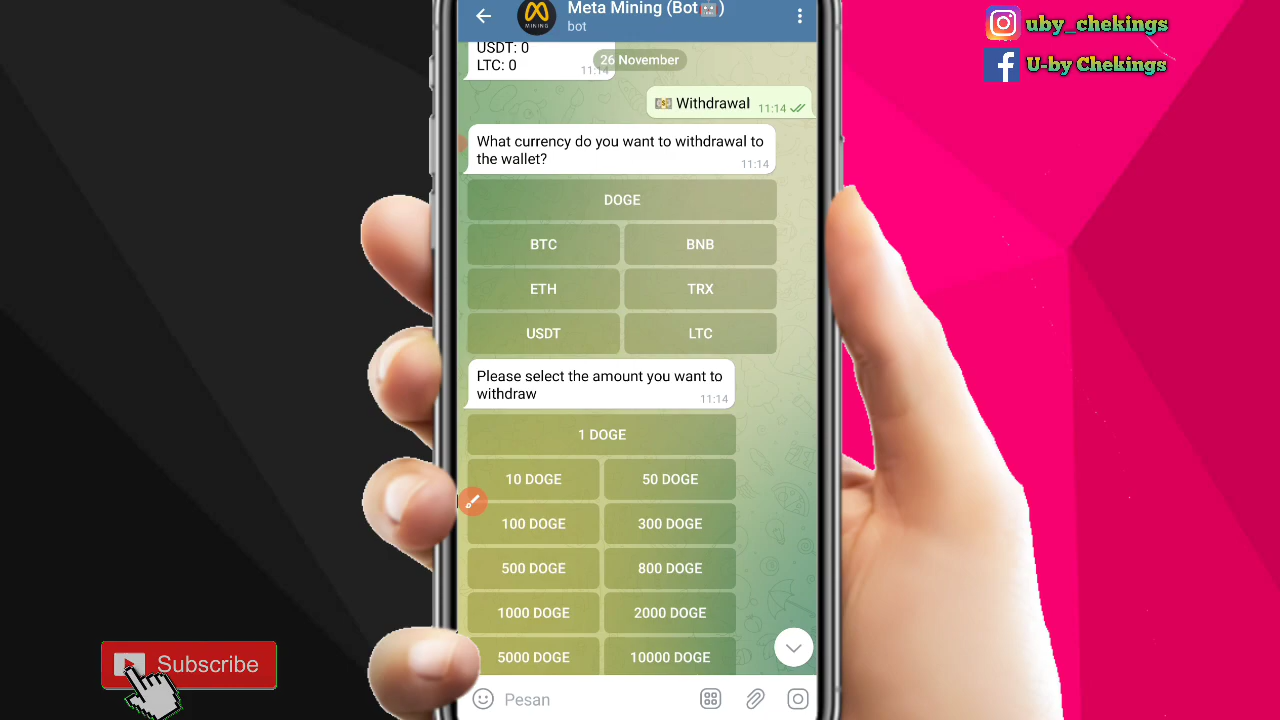 Meta Mining (Bot🤖)
bot
MINING
uby_chekings
U-by Chekings
USDT: 0
LTC: 0
11:14
26 November
💵 Withdrawal
11:14
What currency do you want to withdrawal to
the wallet?
11:14
DOGE
BTC
BNB
ETH
TRX
USDT
LTC
Please select the amount you want to
withdraw
11:14
1 DOGE
10 DOGE
50 DOGE
100 DOGE
300 DOGE
500 DOGE
800 DOGE
1000 DOGE
2000 DOGE
5000 DOGE
10000 DOGE
Pesan
Subscribe